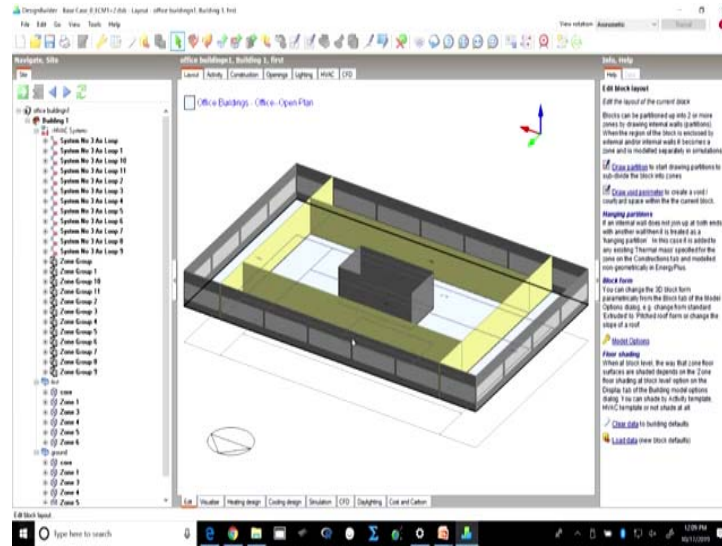 DesignBuilder
Layout - office buildingn1, Building 1, first
File Edit Go View Tools Help
View rotation Axonometric
Navigate, Site
Site
office buildingn1
Building 1
HVAC Systems
System No 3 Air Loop
System No 3 Air Loop 1
System No 3 Air Loop 10
System No 3 Air Loop 11
System No 3 Air Loop 2
System No 3 Air Loop 3
System No 3 Air Loop 4
System No 3 Air Loop 5
System No 3 Air Loop 6
System No 3 Air Loop 7
System No 3 Air Loop 8
System No 3 Air Loop 9
Zone Group
Zone Group 1
Zone Group 10
Zone Group 11
Zone Group 2
Zone Group 3
Zone Group 4
Zone Group 5
Zone Group 6
Zone Group 7
Zone Group 8
Zone Group 9
first
core
Zone 1
Zone 3
Zone 4
Zone 5
Zone 6
ground
core
Zone 1
Zone 3
Zone 4
Zone 5
office buildingn1, Building 1, first
Layout Activity Construction Openings Lighting HVAC CFD
Office Buildings - Office - Open Plan
Edit Visualise Heating design Cooling design Simulation CFD Daylighting Cost and Carbon
Info, Help
Help
Edit block layout
Edit the layout of the current block
Blocks can be partitioned up into 2 or more
zones by drawing internal walls (partitions).
When the region of the block is enclosed by
external and/or internal walls it becomes a
zone and is modelled separately in simulations
Draw partition to start drawing partitions to
sub-divide the block into zones
Draw void perimeter to create a void /
courtyard space within the the current block.
Hanging partitions
If an internal wall does not join up at both ends
with another wall then it is treated as a
'hanging partition'. In this case it is added to
any existing 'Thermal mass' specified for the
zone on the Constructions tab and modelled
non-geometrically in EnergyPlus.
Block form
You can change the 3D block form
parametrically from the Block tab of the Model
Options dialog, e.g. change from standard
'Extruded' to 'Pitched roof' form or change the
slope of a roof.
Model Options
Floor shading
When at block level, the way that zone floor
surfaces are shaded depends on the 'Zone
floor shading at block level' option on the
Display tab of the Building model options
dialog. You can shade by Activity template,
HVAC template or not shade at all.
Clear data to building defaults
Load data (new block defaults)
Edit block layout
Type here to search
12:09 PM
10/11/2019